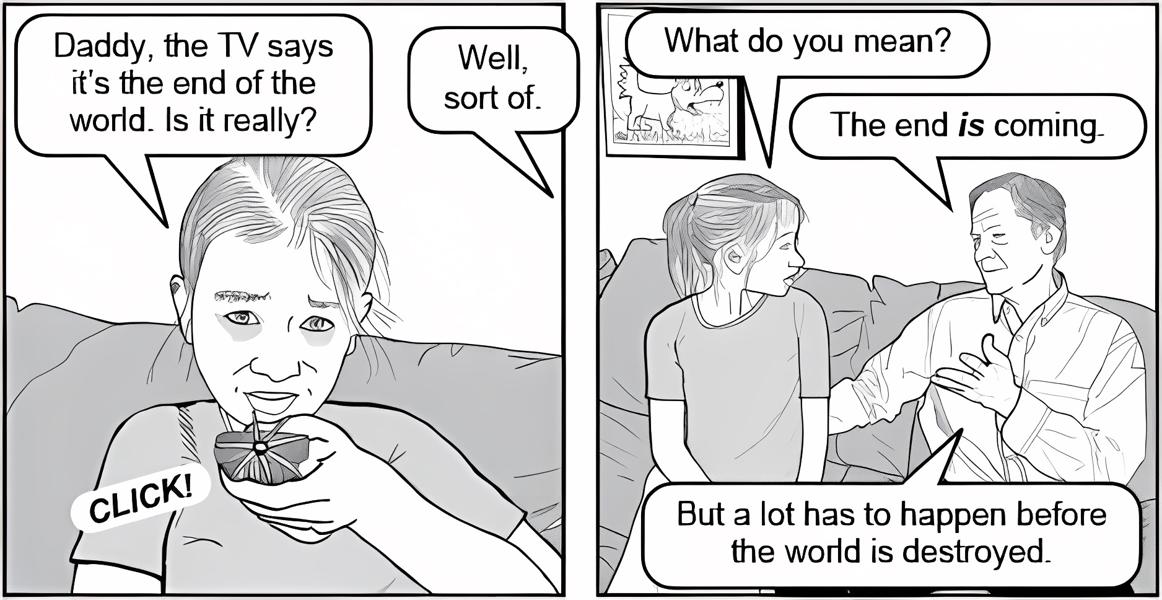 Daddy, the TV says
it's the end of the
world. Is it really?
Well,
sort of.
CLICK!
What do you mean?
The end is coming.
But a lot has to happen before
the world is destroyed.